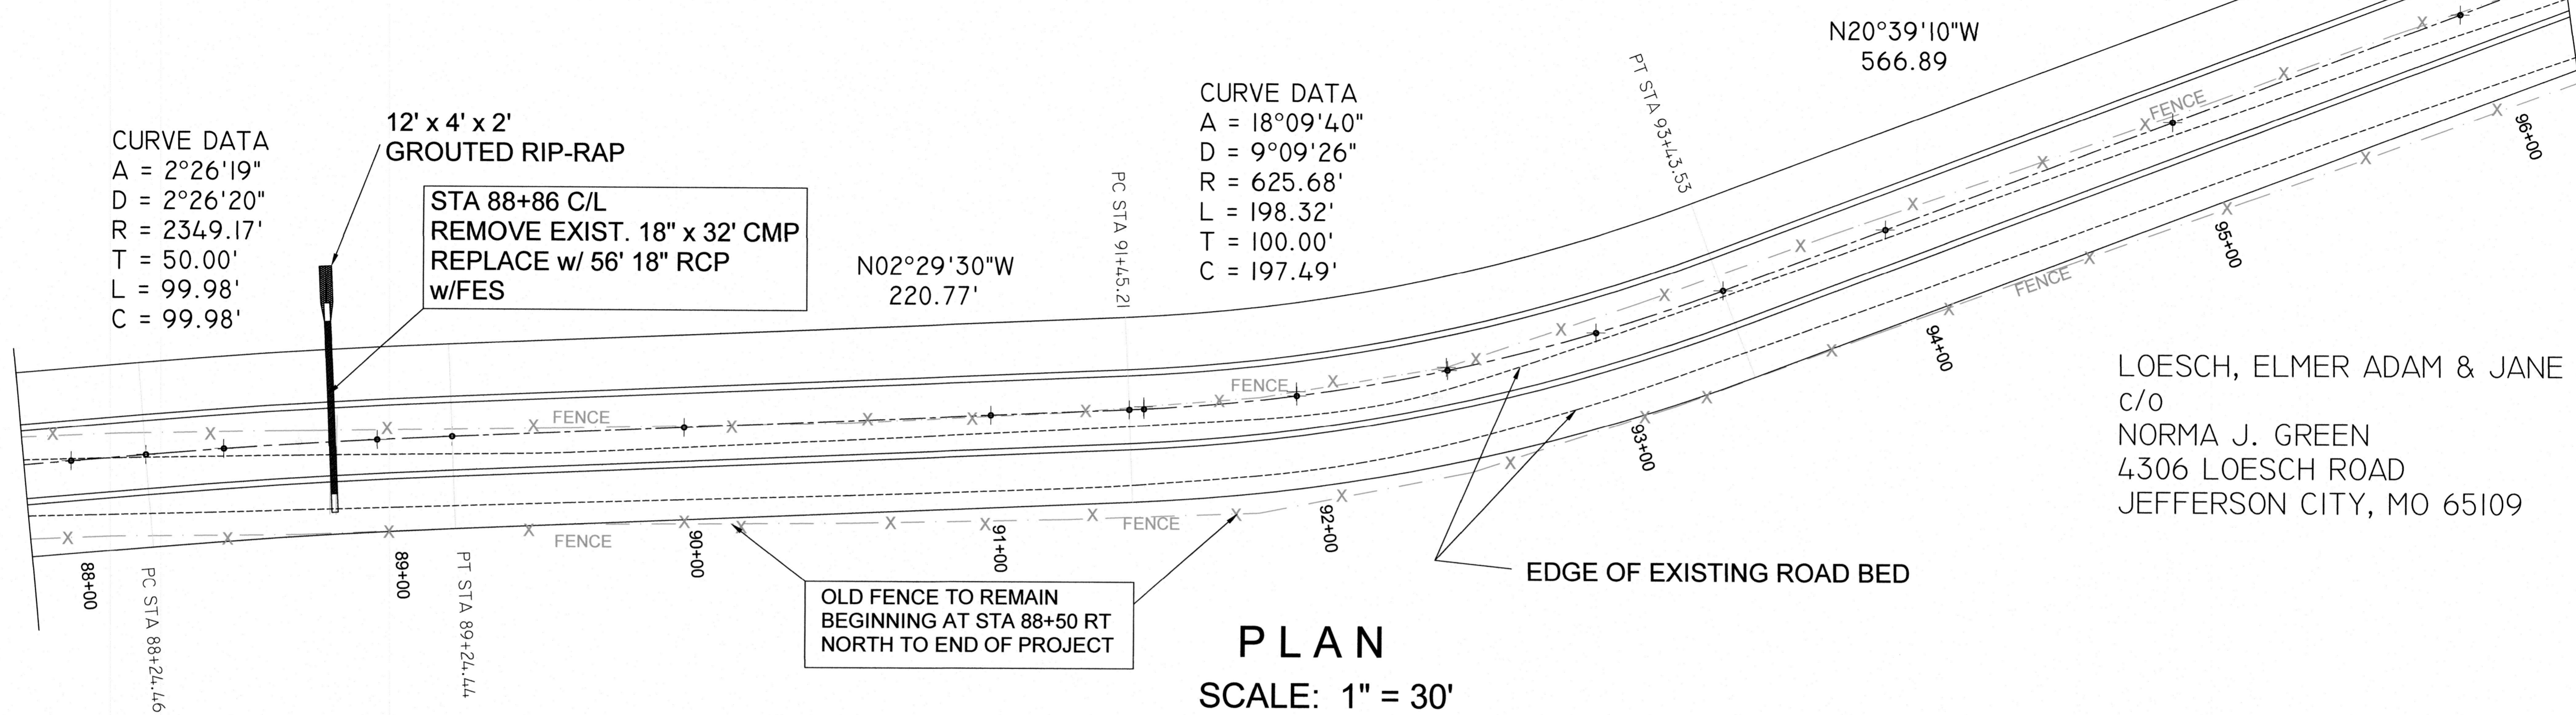 CURVE DATA
A = 2°26'19"
D = 2°26'20"
R = 2349.17'
T = 50.00'
L = 99.98'
C = 99.98'
12' x 4' x 2'
GROUTED RIP-RAP
STA 88+86 C/L
REMOVE EXIST. 18" x 32' CMP
REPLACE w/ 56' 18" RCP
w/FES
N02°29'30"W
220.77'
PC STA 91+45.21
CURVE DATA
A = 18°09'40"
D = 9°09'26"
R = 625.68'
L = 198.32'
T = 100.00'
C = 197.49'
PT STA 93+43.53
N20°39'10"W
566.89
FENCE
FENCE
FENCE
FENCE
FENCE
FENCE
88+00
PC STA 88+24.46
89+00
PT STA 89+24.44
90+00
91+00
92+00
93+00
94+00
95+00
96+00
OLD FENCE TO REMAIN
BEGINNING AT STA 88+50 RT
NORTH TO END OF PROJECT
EDGE OF EXISTING ROAD BED
LOESCH, ELMER ADAM & JANE
c/o
NORMA J. GREEN
4306 LOESCH ROAD
JEFFERSON CITY, MO 65109
PLAN
SCALE: 1" = 30'